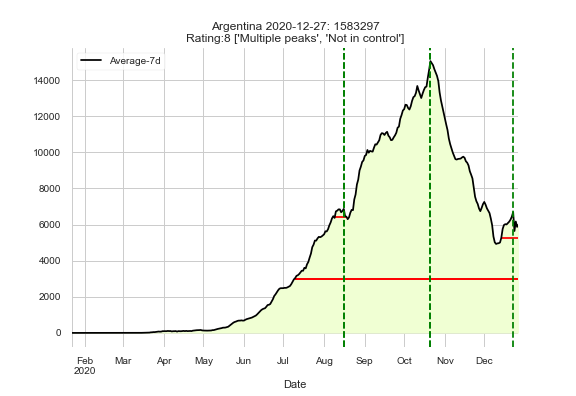 Argentina 2020-12-27: 1583297
Rating:8 ['Multiple peaks', 'Not in control']
Average-7d
14000
12000
10000
8000
6000
4000
2000
0
Feb Mar Apr May Jun Jul Aug Sep Oct Nov Dec
2020
Date